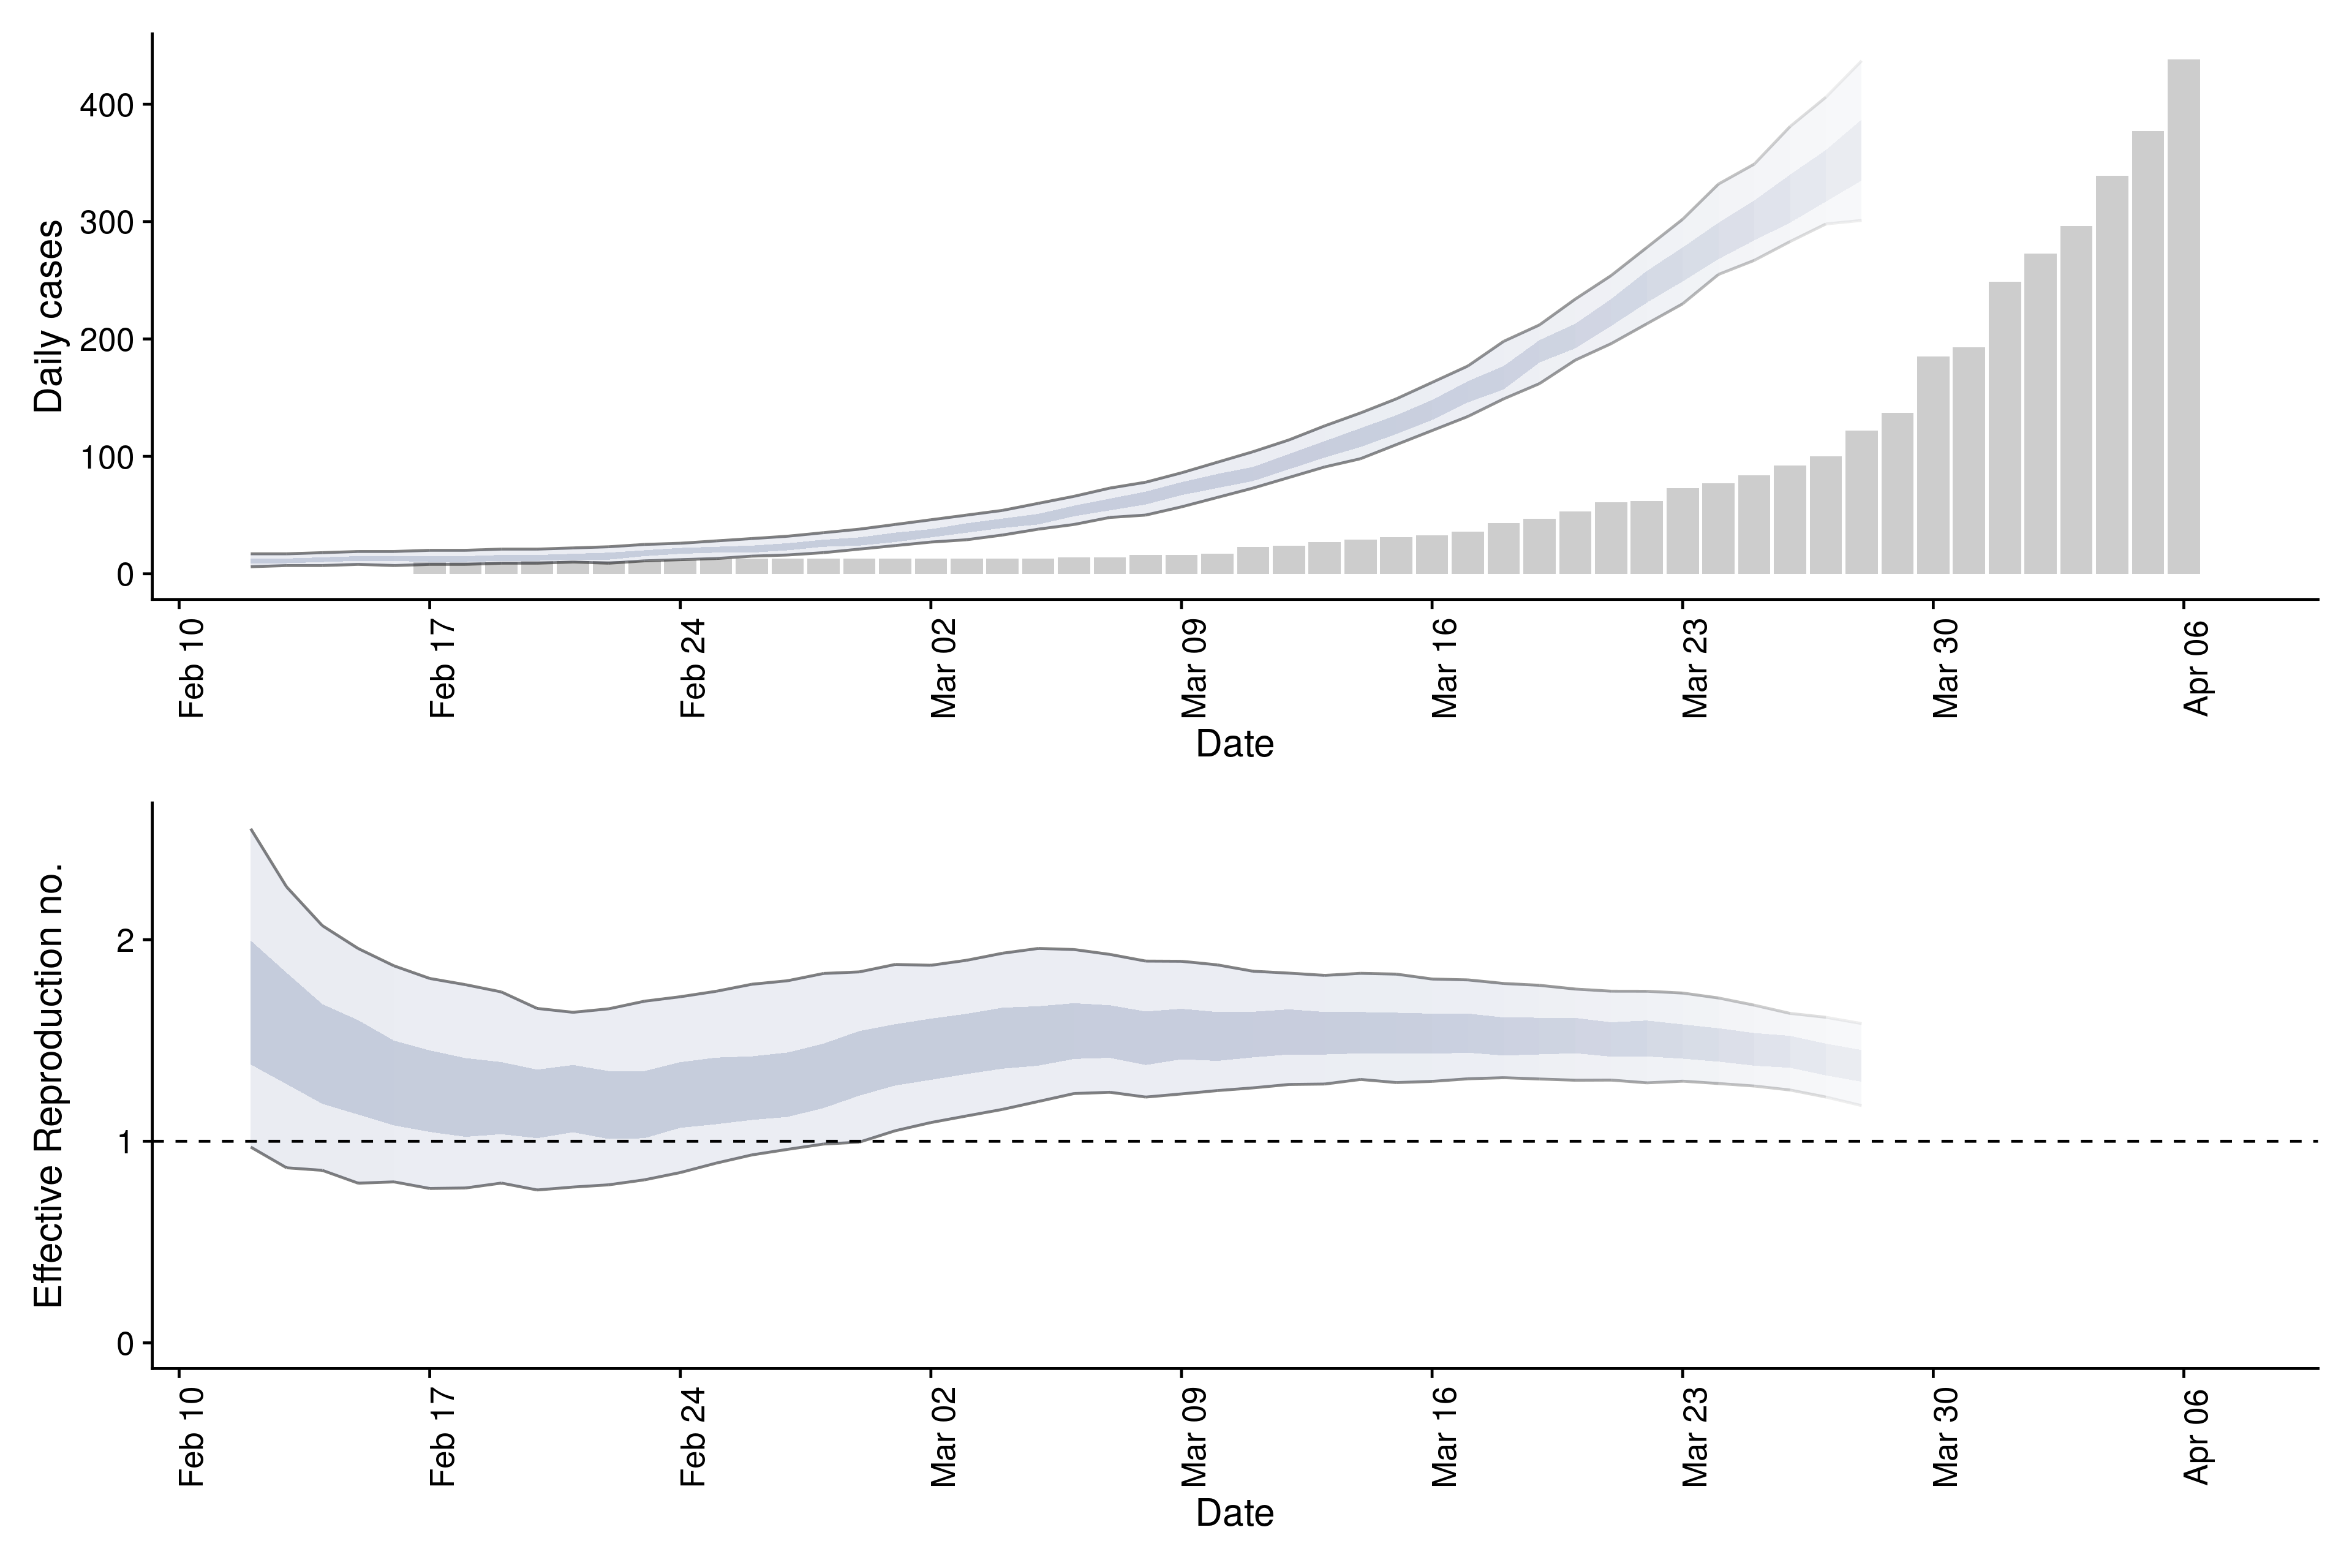 Daily cases
400
300
200
100
0
Feb 10
Feb 17
Feb 24
Mar 02
Mar 09
Mar 16
Mar 23
Mar 30
Apr 06
Date
Effective Reproduction no.
2
1
0
Feb 10
Feb 17
Feb 24
Mar 02
Mar 09
Mar 16
Mar 23
Mar 30
Apr 06
Date